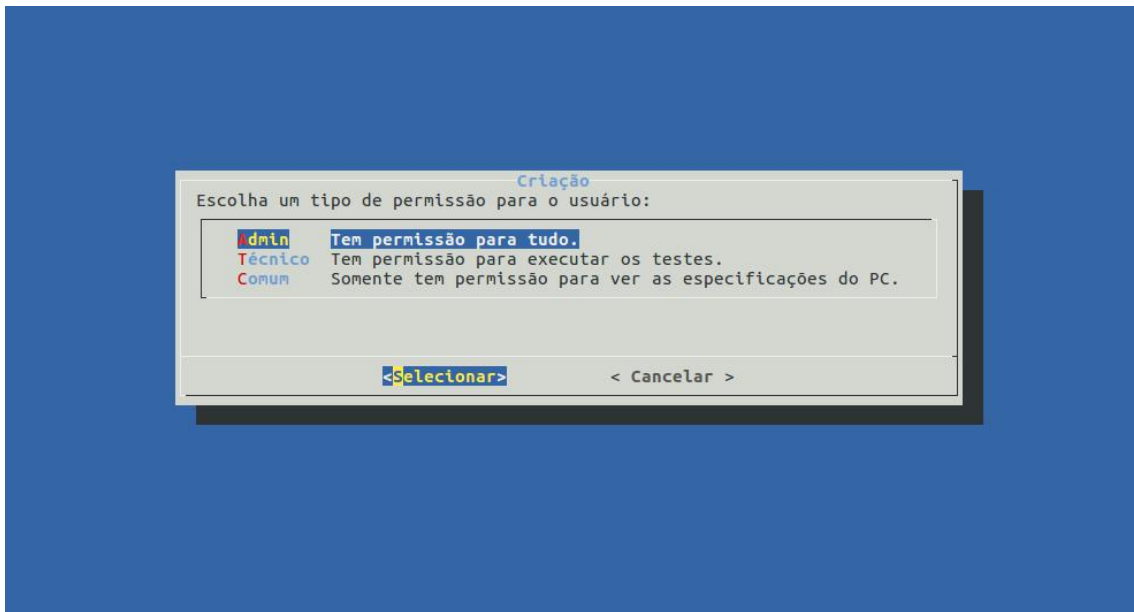 Criação
Escolha um tipo de permissão para o usuário:
Admin Tem permissão para tudo.
Técnico Tem permissão para executar os testes.
Comum Somente tem permissão para ver as especificações do PC.
<Selecionar> < Cancelar >